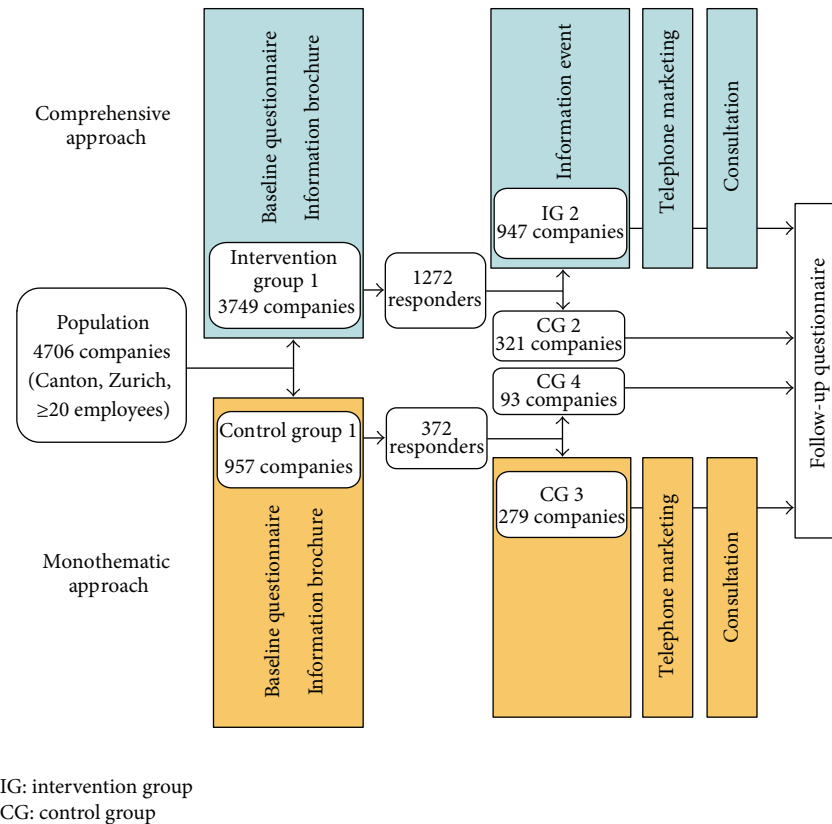 Comprehensive
approach
Baseline questionnaire
Information brochure
Intervention
group 1
3749 companies
1272
responders
Information event
IG 2
947 companies
Telephone marketing
Consultation
CG 2
321 companies
Population
4706 companies
(Canton, Zurich,
≥20 employees)
Follow-up questionnaire
CG 4
93 companies
Control group 1
957 companies
372
responders
CG 3
279 companies
Monothematic
approach
Baseline questionnaire
Information brochure
Telephone marketing
Consultation
IG: intervention group
CG: control group